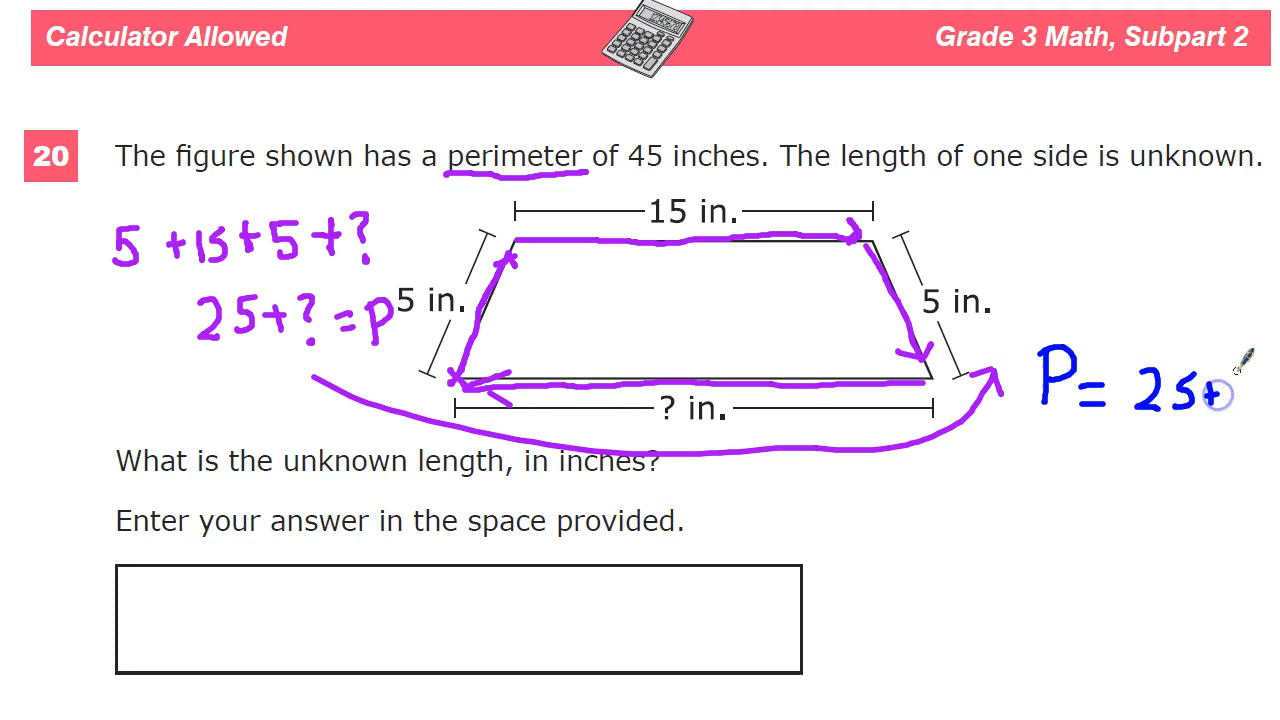 Calculator Allowed
Grade 3 Math, Subpart 2
20 The figure shown has a perimeter of 45 inches. The length of one side is unknown.
15 in.
5 + 15 + 5 + ?
25 + ? = P
5 in.
5 in.
P = 25+
? in.
What is the unknown length, in inches?
Enter your answer in the space provided.